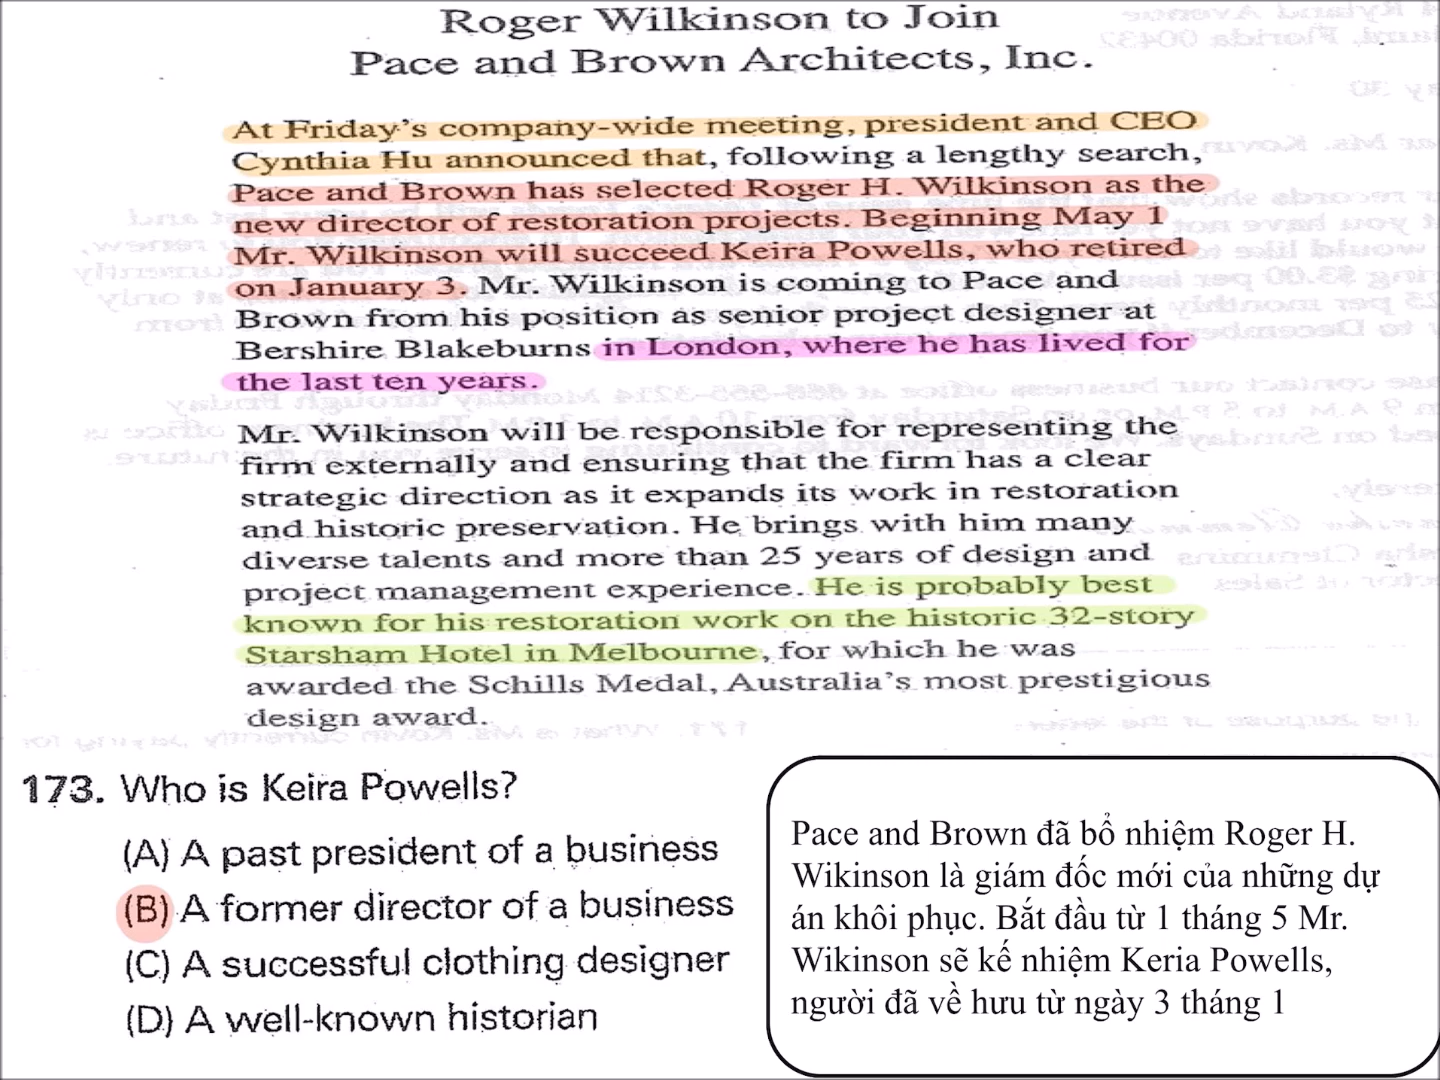 Roger Wilkinson to Join
Pace and Brown Architects, Inc.
At Friday's company-wide meeting, president and CEO
Cynthia Hu announced that, following a lengthy search,
Pace and Brown has selected Roger H. Wilkinson as the
new director of restoration projects. Beginning May 1
Mr. Wilkinson will succeed Keira Powells, who retired
on January 3. Mr. Wilkinson is coming to Pace and
Brown from his position as senior project designer at
Bershire Blakeburns in London, where he has lived for
the last ten years.
Mr. Wilkinson will be responsible for representing the
firm externally and ensuring that the firm has a clear
strategic direction as it expands its work in restoration
and historic preservation. He brings with him many
diverse talents and more than 25 years of design and
project management experience. He is probably best
known for his restoration work on the historic 32-story
Starsham Hotel in Melbourne, for which he was
awarded the Schills Medal, Australia's most prestigious
design award.
173. Who is Keira Powells?
(A) A past president of a business
(B) A former director of a business
(C) A successful clothing designer
(D) A well-known historian
Pace and Brown đã bổ nhiệm Roger H.
Wikinson là giám đốc mới của những dự
án khôi phục. Bắt đầu từ 1 tháng 5 Mr.
Wikinson sẽ kế nhiệm Keria Powells,
người đã về hưu từ ngày 3 tháng 1